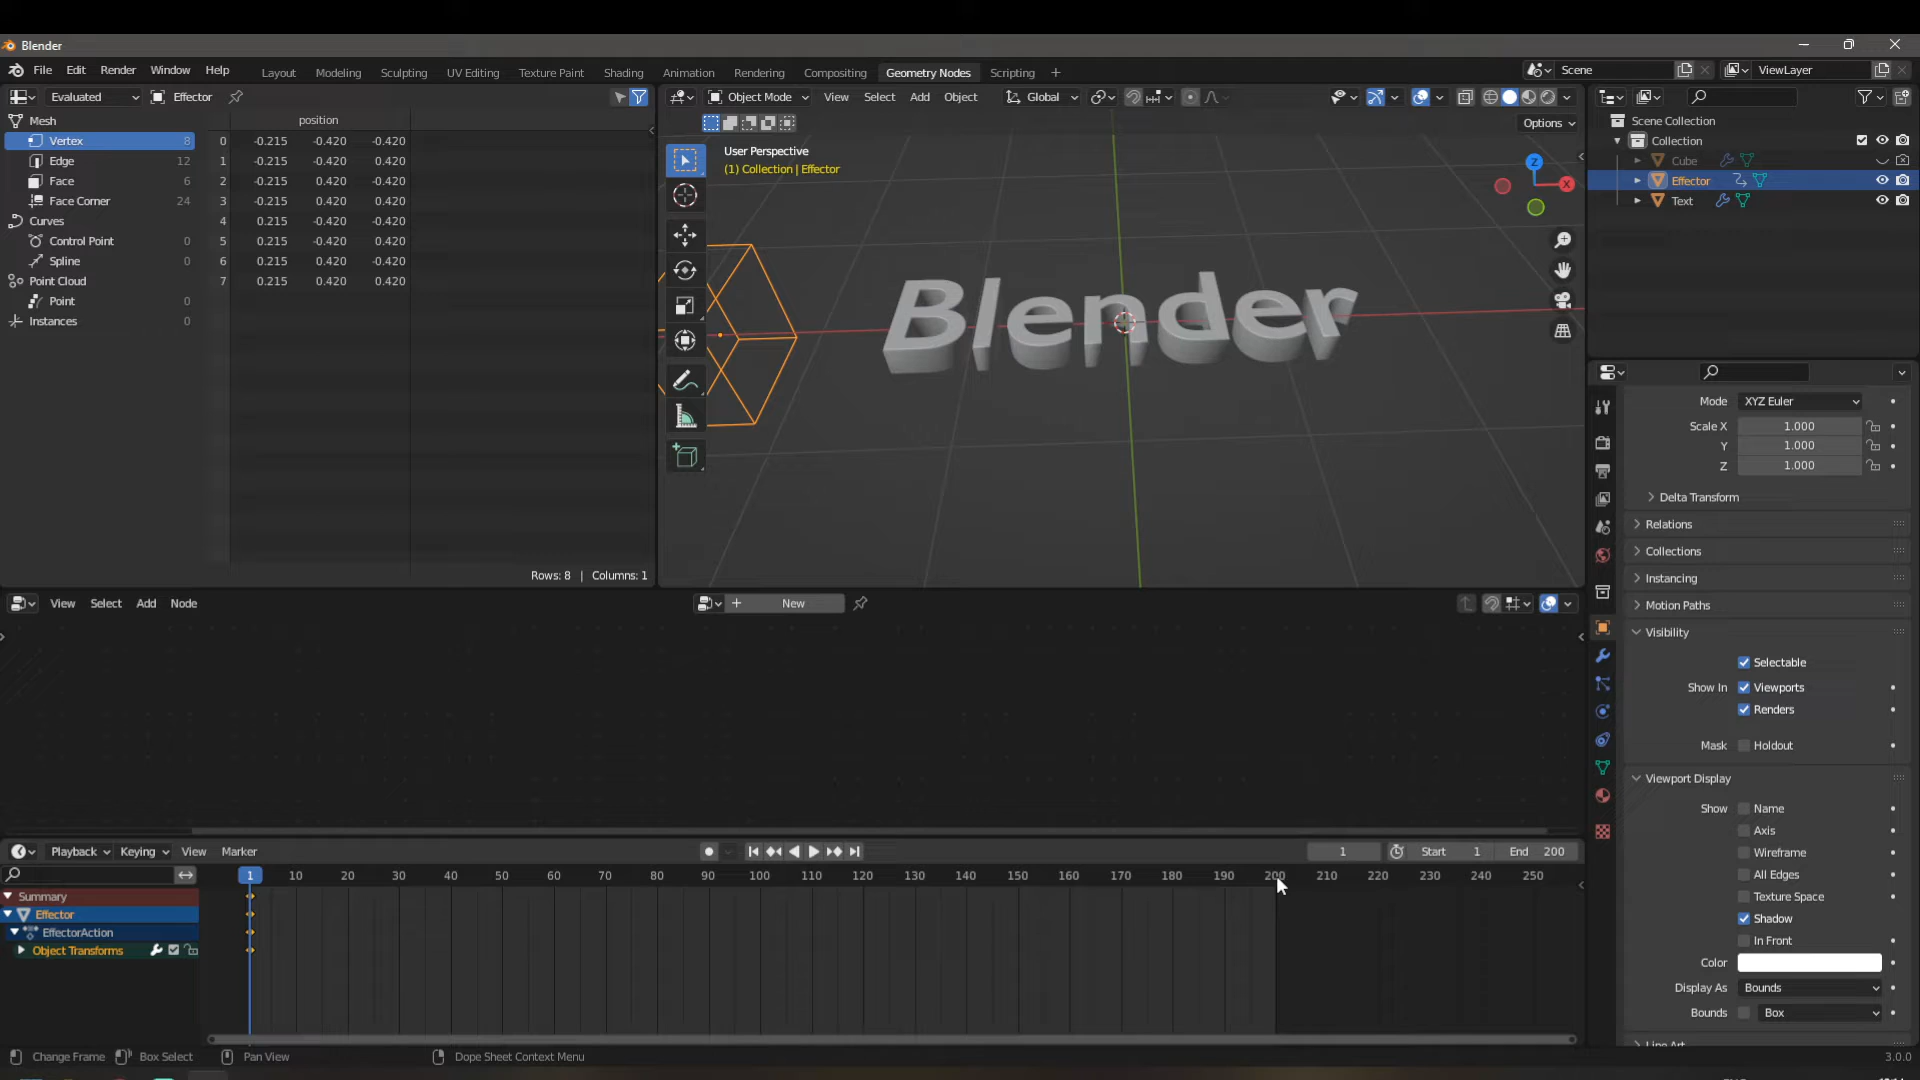 Blender
File Edit Render Window Help Layout Modeling Sculpting UV Editing Texture Paint Shading Animation Rendering Compositing Geometry Nodes Scripting + Scene ViewLayer
Evaluated Effector
Object Mode View Select Add Object Global
Options
Mesh
Vertex 8
Edge 12
Face 6
Face Corner 24
Curves
Control Point 0
Spline 0
Point Cloud
Point 0
Instances 0
position
0 -0.215 -0.420 -0.420
1 -0.215 -0.420 0.420
2 -0.215 0.420 -0.420
3 -0.215 0.420 0.420
4 0.215 -0.420 -0.420
5 0.215 -0.420 0.420
6 0.215 0.420 -0.420
7 0.215 0.420 0.420
Rows: 8 | Columns: 1
User Perspective
(1) Collection | Effector
Z
X
Blender
Scene Collection
Collection
Cube
Effector
Text
Mode XYZ Euler
Scale X 1.000
Y 1.000
Z 1.000
Delta Transform
Relations
Collections
Instancing
Motion Paths
Visibility
Selectable
Show In Viewports
Renders
Mask Holdout
Viewport Display
Show Name
Axis
Wireframe
All Edges
Texture Space
Shadow
In Front
Color
Display As Bounds
Bounds Box
Line Art
View Select Add Node New
Playback Keying View Marker 1 Start 1 End 200
1 10 20 30 40 50 60 70 80 90 100 110 120 130 140 150 160 170 180 190 200 210 220 230 240 250
Summary
Effector
EffectorAction
Object Transforms
Change Frame Box Select Pan View Dope Sheet Context Menu 3.0.0